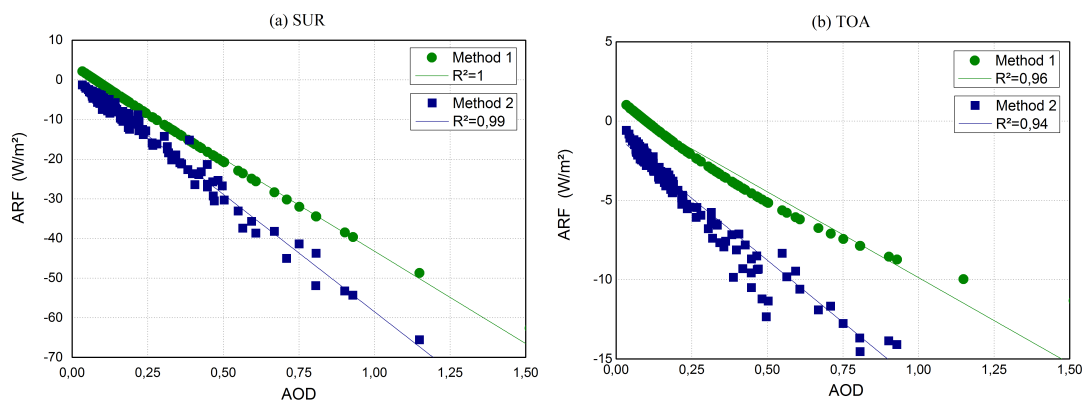 (a) SUR
10
0
-10
-20
-30
-40
-50
-60
-70
ARF (W/m²)
0,00 0,25 0,50 0,75 1,00 1,25 1,50
AOD
Method 1
R²=1
Method 2
R²=0,99
(b) TOA
5
0
-5
-10
-15
ARF (W/m²)
0,00 0,25 0,50 0,75 1,00 1,25 1,50
AOD
Method 1
R²=0,96
Method 2
R²=0,94